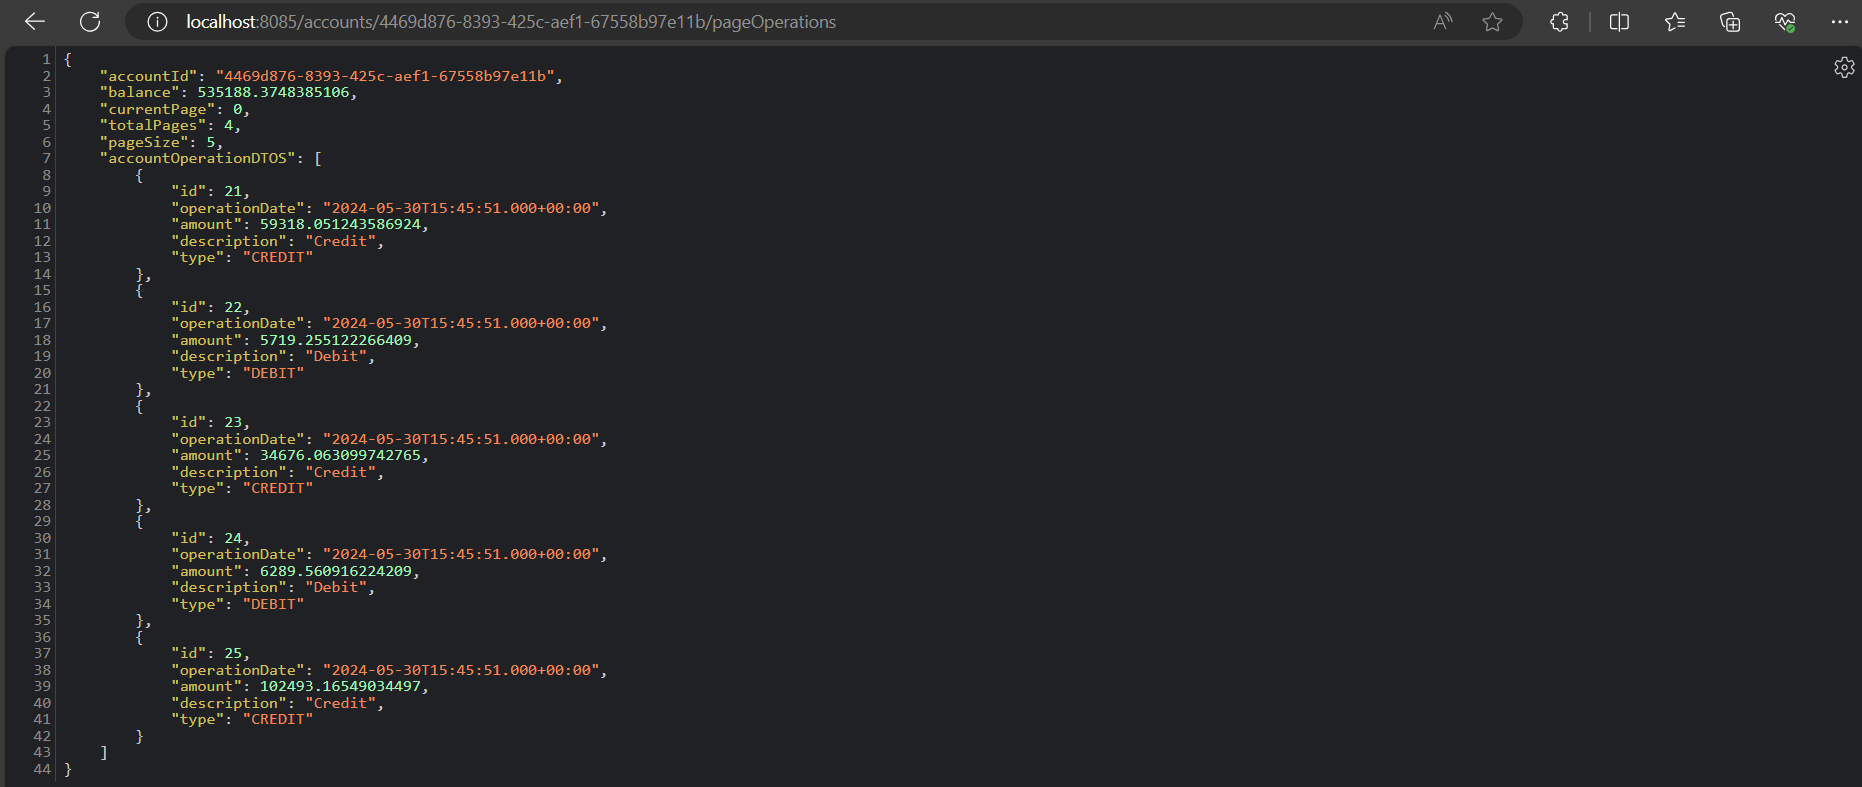 localhost:8085/accounts/4469d876-8393-425c-aef1-67558b97e11b/pageOperations
1 {
2 "accountId": "4469d876-8393-425c-aef1-67558b97e11b",
3 "balance": 535188.3748385106,
4 "currentPage": 0,
5 "totalPages": 4,
6 "pageSize": 5,
7 "accountOperationDTOS": [
8 {
9 "id": 21,
10 "operationDate": "2024-05-30T15:45:51.000+00:00",
11 "amount": 59318.051243586924,
12 "description": "Credit",
13 "type": "CREDIT"
14 },
15 {
16 "id": 22,
17 "operationDate": "2024-05-30T15:45:51.000+00:00",
18 "amount": 5719.255122266409,
19 "description": "Debit",
20 "type": "DEBIT"
21 },
22 {
23 "id": 23,
24 "operationDate": "2024-05-30T15:45:51.000+00:00",
25 "amount": 34676.063099742765,
26 "description": "Credit",
27 "type": "CREDIT"
28 },
29 {
30 "id": 24,
31 "operationDate": "2024-05-30T15:45:51.000+00:00",
32 "amount": 6289.560916224209,
33 "description": "Debit",
34 "type": "DEBIT"
35 },
36 {
37 "id": 25,
38 "operationDate": "2024-05-30T15:45:51.000+00:00",
39 "amount": 102493.16549034497,
40 "description": "Credit",
41 "type": "CREDIT"
42 }
43 ]
44 }